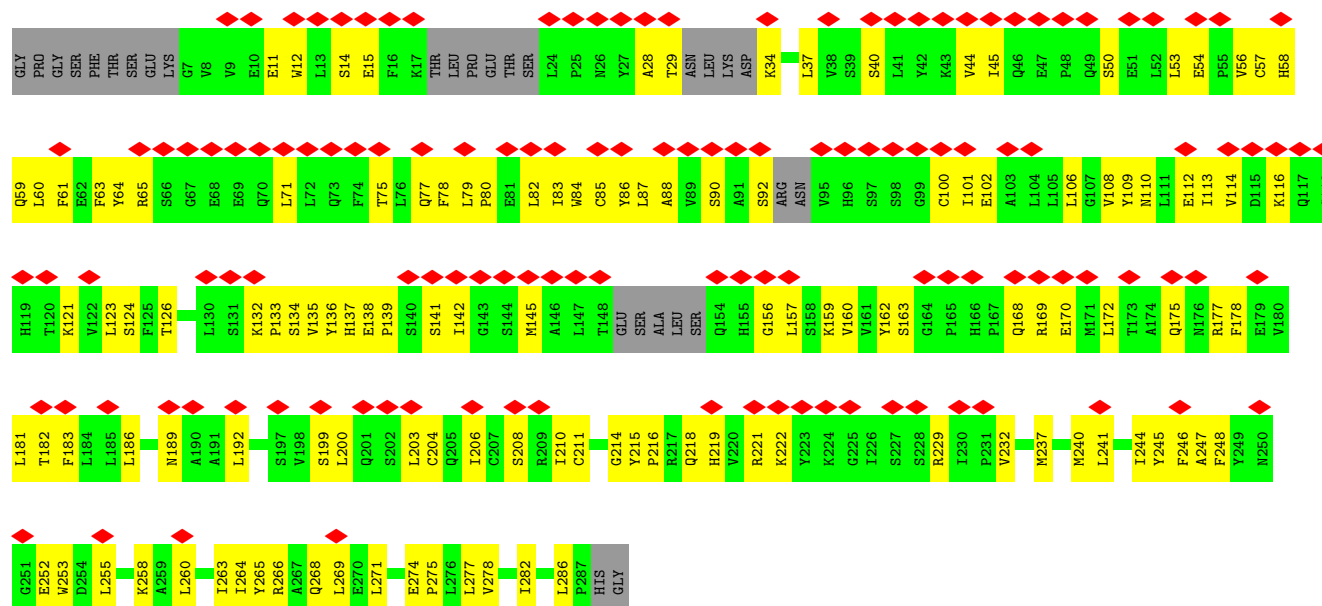 GLY PRO GLY SER PHE THR SER GLU LYS G7 V8 V9 E10 E11 W12 L13 S14 E15 F16 K17 THR LEU PRO GLU THR SER L24 P25 N26 Y27 A28 T29 ASN LEU LYS ASP K34 L37 V38 S39 S40 L41 Y42 K43 V44 I45 Q46 E47 P48 Q49 S50 E51 L52 L53 E54 P55 V56 C57 H58
Q59 L60 F61 E62 F63 Y64 R65 S66 G67 E68 E69 Q70 L71 L72 Q73 F74 T75 L76 Q77 F78 L79 P80 E81 L82 I83 W84 C85 Y86 L87 A88 V89 S90 A91 S92 ARG ASN V95 H96 S97 S98 G99 C100 I101 E102 A103 L104 L105 L106 G107 V108 Y109 N110 L111 E112 I113 V114 D115 K116 Q117
H119 T120 K121 V122 L123 S124 F125 T126 L130 S131 K132 P133 S134 V135 Y136 H137 E138 P139 S140 S141 I142 G143 S144 M145 A146 L147 T148 GLU SER ALA LEU SER Q154 H155 G156 L157 S158 K159 V160 V161 Y162 S163 G164 P165 H166 P167 Q168 R169 E170 M171 L172 T173 A174 Q175 N176 R177 F178 E179 V180
L181 T182 F183 L184 L185 L186 N189 A190 A191 L192 S197 V198 S199 L200 Q201 S202 L203 C204 Q205 I206 C207 S208 R209 I210 C211 G214 Y215 P216 R217 Q218 H219 V220 R221 K222 Y223 K224 G225 I226 S227 S228 R229 I230 P231 V232 M237 M240 L241 I244 Y245 F246 A247 F248 Y249 N250
G251 E252 W253 D254 L255 K258 A259 L260 I263 I264 Y265 R266 A267 Q268 L269 E270 L271 E274 P275 L276 L277 V278 I282 L286 P287 HIS GLY